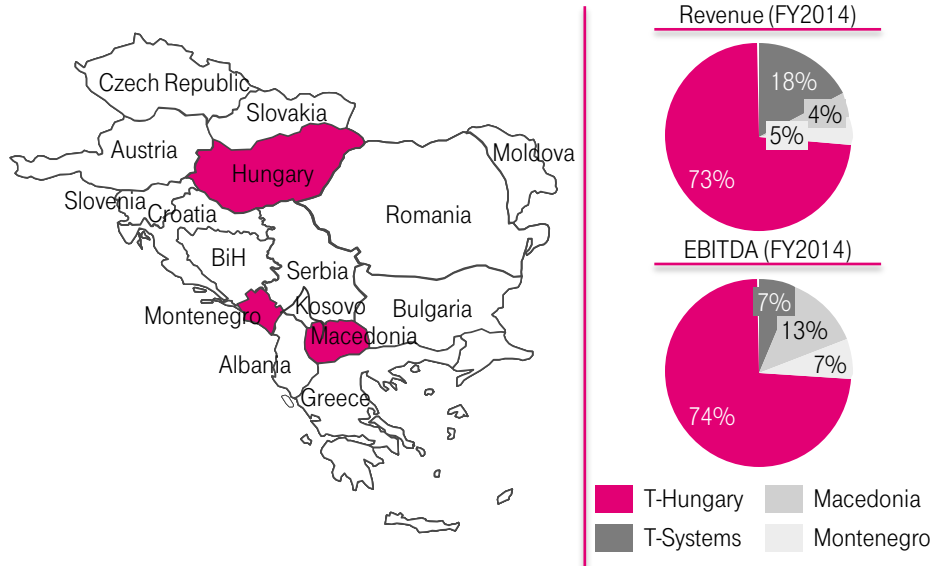 Czech Republic
Slovakia
Austria
Hungary
Moldova
Slovenia
Croatia
Romania
BiH
Serbia
Kosovo
Bulgaria
Montenegro
Macedonia
Albania
Greece
Revenue (FY2014)
18%
4%
5%
73%
EBITDA (FY2014)
7%
13%
7%
74%
T-Hungary
Macedonia
T-Systems
Montenegro